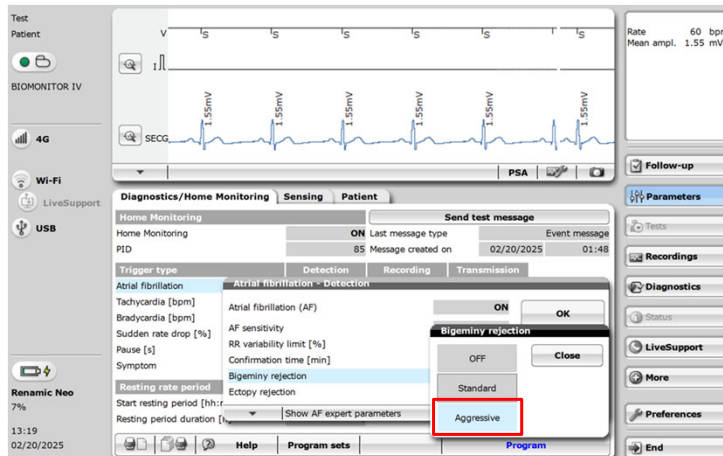 Test
Patient
BIOMONITOR IV
4G
Wi-Fi
LiveSupport
USB
Renamic Neo
7%
13:19
02/20/2025
V
S S S S S S
I
SECG
1.55mV 1.55mV 1.55mV 1.55mV 1.55mV 1.55mV
PSA
Diagnostics/Home Monitoring Sensing Patient
Home Monitoring Send test message
Home Monitoring ON Last message type Event message
PID 85 Message created on 02/20/2025 01:48
Trigger type Detection Recording Transmission
Atrial fibrillation
Tachycardia [bpm]
Bradycardia [bpm]
Sudden rate drop [%]
Pause [s]
Symptom
Resting rate period
Start resting period
Resting period duration
Atrial fibrillation - Detection
Atrial fibrillation (AF) ON
AF sensitivity
RR variability limit [%]
Confirmation time [min]
Bigeminy rejection
Ectopy rejection
Show AF expert parameters
OK
Bigeminy rejection
OFF
Close
Standard
Aggressive
Help Program sets Program
Rate 60 bpm
Mean ampl. 1.55 mV
Follow-up
Parameters
Tests
Recordings
Diagnostics
Status
LiveSupport
More
Preferences
End